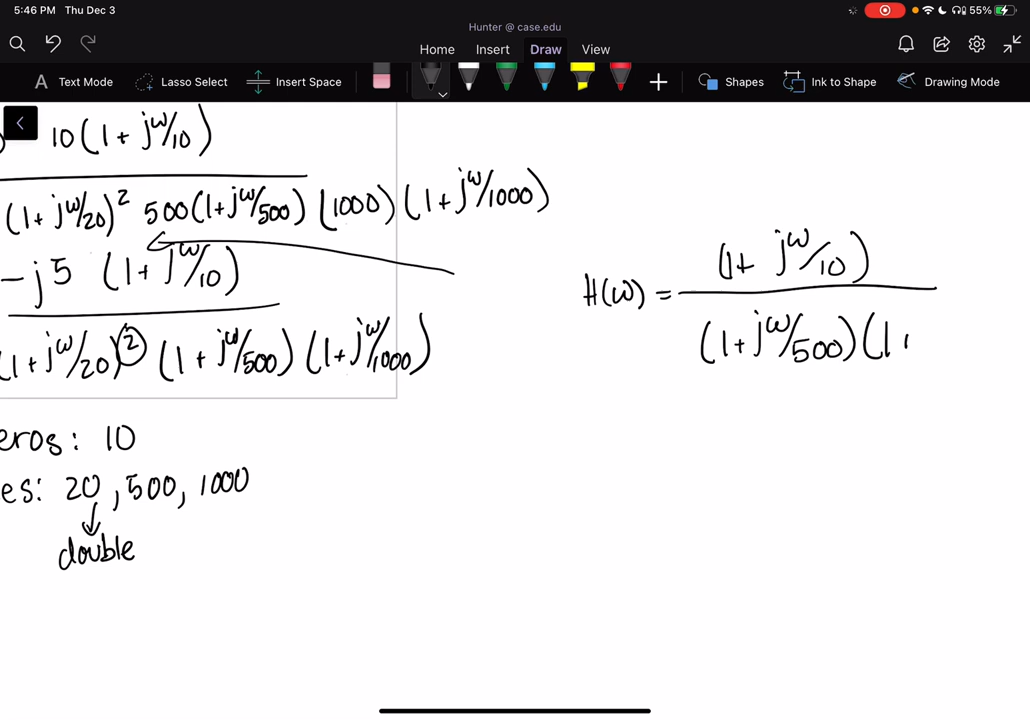 5:46 PM Thu Dec 3
55%
Hunter @ case.edu
Home Insert Draw View
A Text Mode Lasso Select Insert Space Shapes Ink to Shape Drawing Mode
10(1+ jω/10)
(1+ jω/20)² 500(1+jω/500) (1000) (1+jω/1000)
-j5 (1+ jω/10)
(1+jω/20)② (1+jω/500) (1+jω/1000)
eros: 10
es: 20, 500, 1000
↓
double
(1+ jω/10)
H(ω) =
(1+jω/500)(1